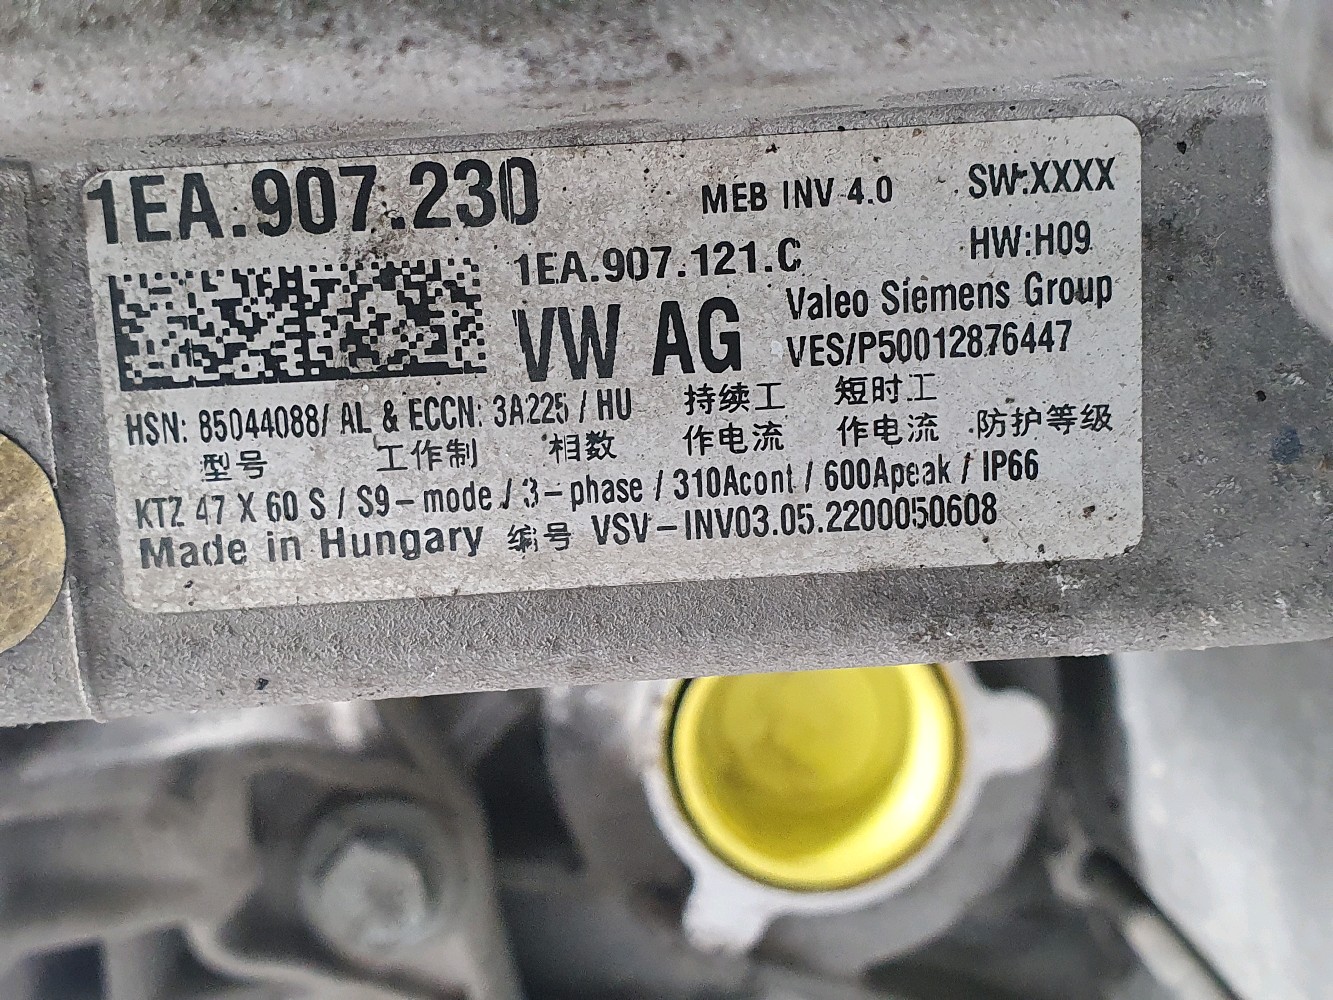 1EA.907.230 MEB INV 4.0 SW:XXXX
1EA.907.121.C HW:H09
VW AG Valeo Siemens Group
VES/P50012876447
HSN: 85044088/ AL & ECCN: 3A225 / HU 持续工 短时工
型号 工作制 相数 作电流 作电流 防护等级
KTZ 47 X 60 S / S9-mode / 3-phase / 310Acont / 600Apeak / IP66
Made in Hungary 编号 VSV-INV03.05.2200050608